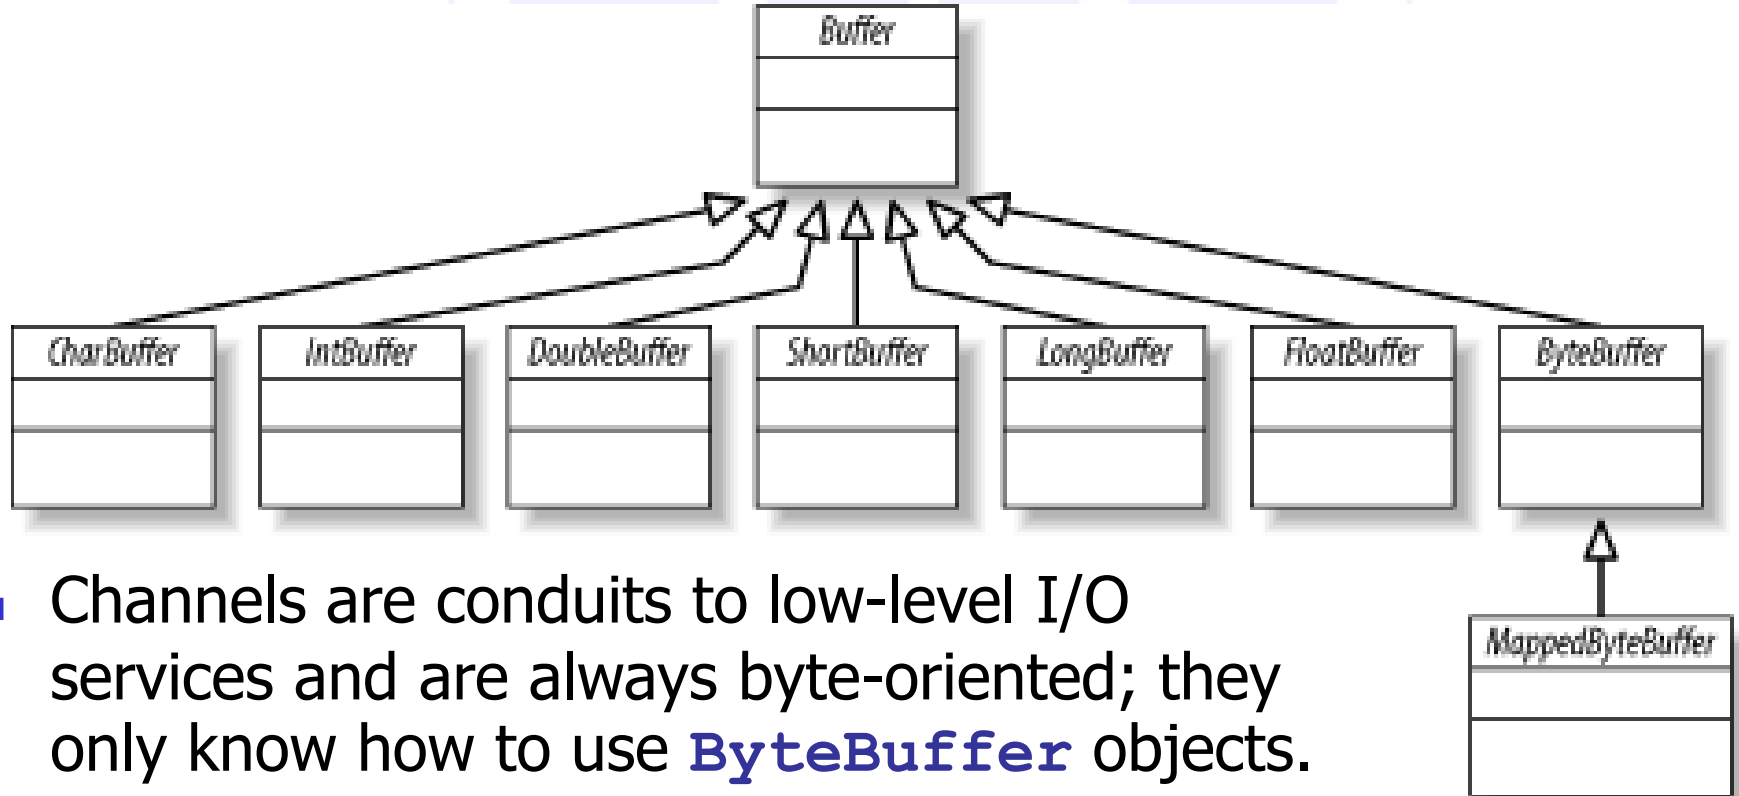 Buffer
CharBuffer IntBuffer DoubleBuffer ShortBuffer LongBuffer FloatBuffer ByteBuffer
Channels are conduits to low-level I/O
services and are always byte-oriented; they
only know how to use ByteBuffer objects.
MappedByteBuffer